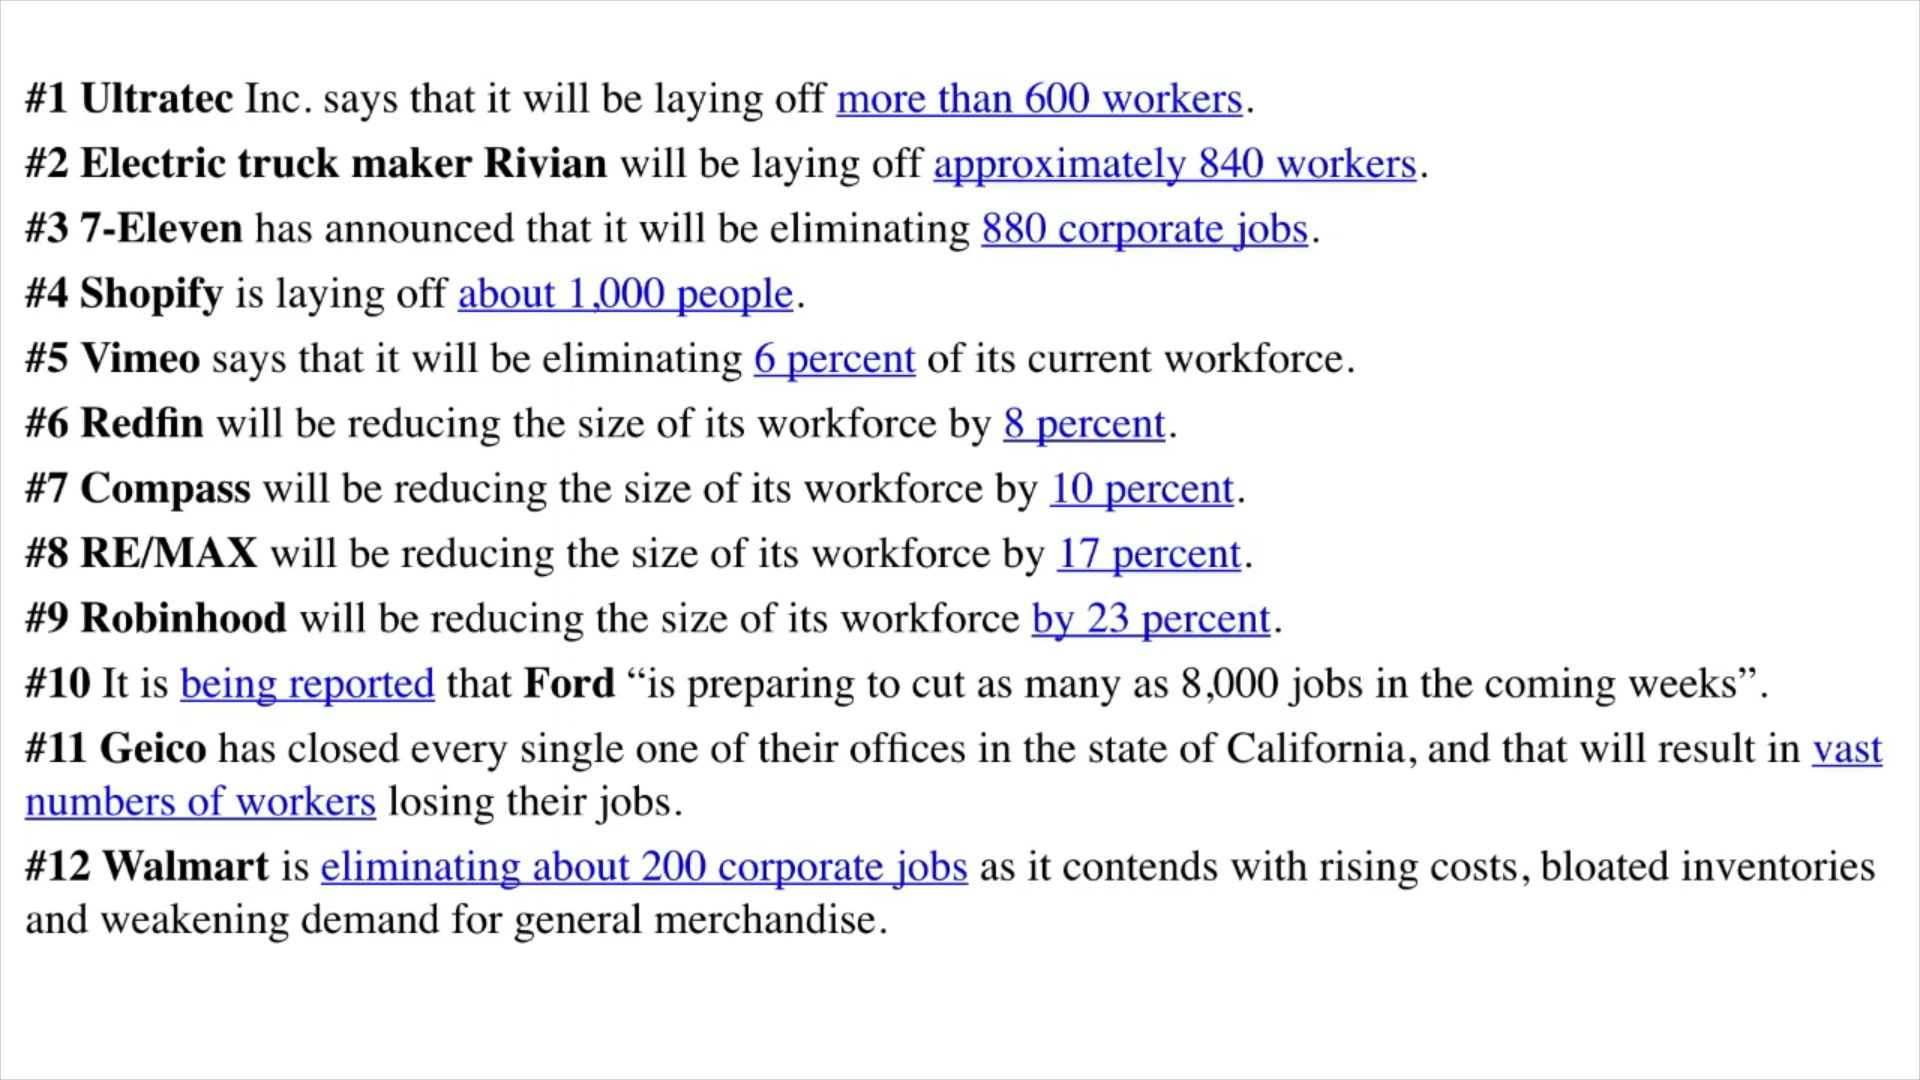 #1 Ultratec Inc. says that it will be laying off more than 600 workers.
#2 Electric truck maker Rivian will be laying off approximately 840 workers.
#3 7-Eleven has announced that it will be eliminating 880 corporate jobs.
#4 Shopify is laying off about 1,000 people.
#5 Vimeo says that it will be eliminating 6 percent of its current workforce.
#6 Redfin will be reducing the size of its workforce by 8 percent.
#7 Compass will be reducing the size of its workforce by 10 percent.
#8 RE/MAX will be reducing the size of its workforce by 17 percent.
#9 Robinhood will be reducing the size of its workforce by 23 percent.
#10 It is being reported that Ford “is preparing to cut as many as 8,000 jobs in the coming weeks”.
#11 Geico has closed every single one of their offices in the state of California, and that will result in vast
numbers of workers losing their jobs.
#12 Walmart is eliminating about 200 corporate jobs as it contends with rising costs, bloated inventories
and weakening demand for general merchandise.